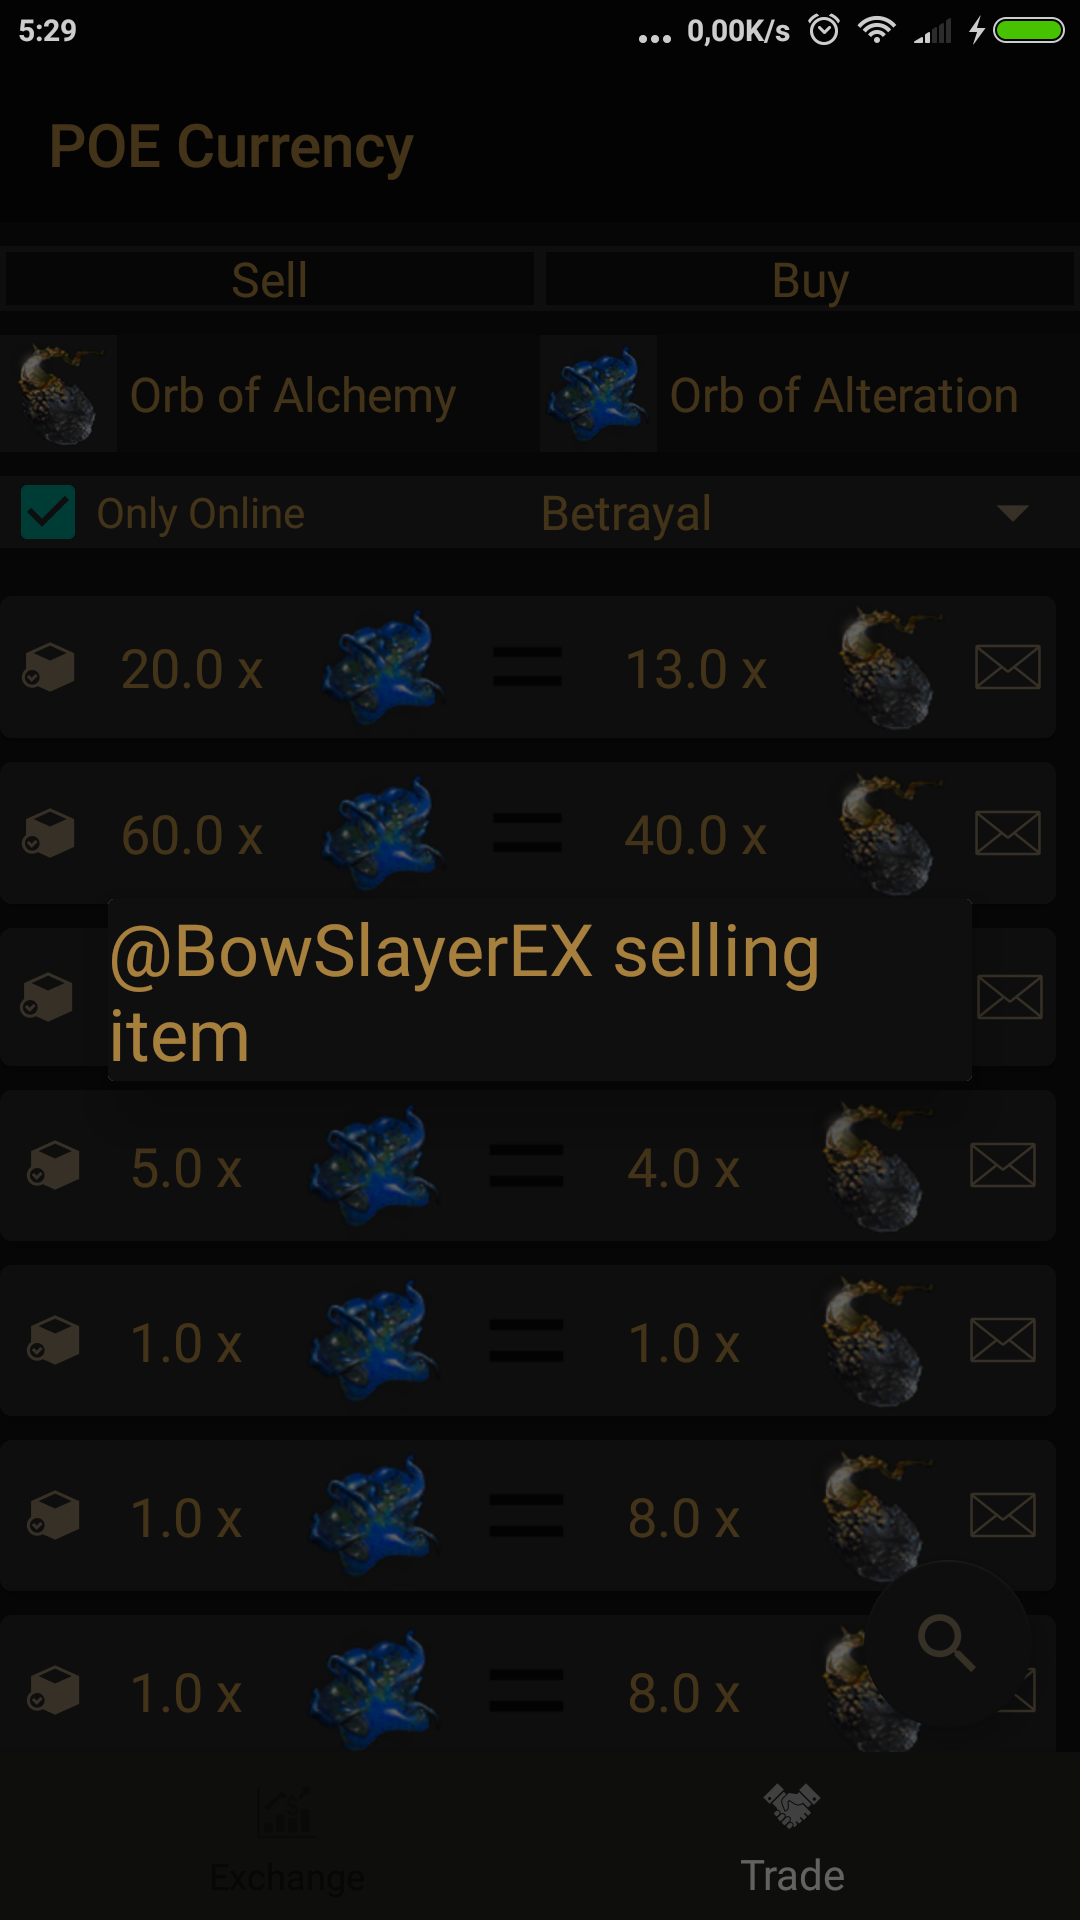 5:29 ... 0,00K/s
POE Currency
Sell Buy
Orb of Alchemy Orb of Alteration
Only Online Betrayal
20.0 x 13.0 x
60.0 x 40.0 x
@BowSlayerEX selling
item
5.0 x 4.0 x
1.0 x 1.0 x
1.0 x 8.0 x
1.0 x 8.0 x
Exchange Trade